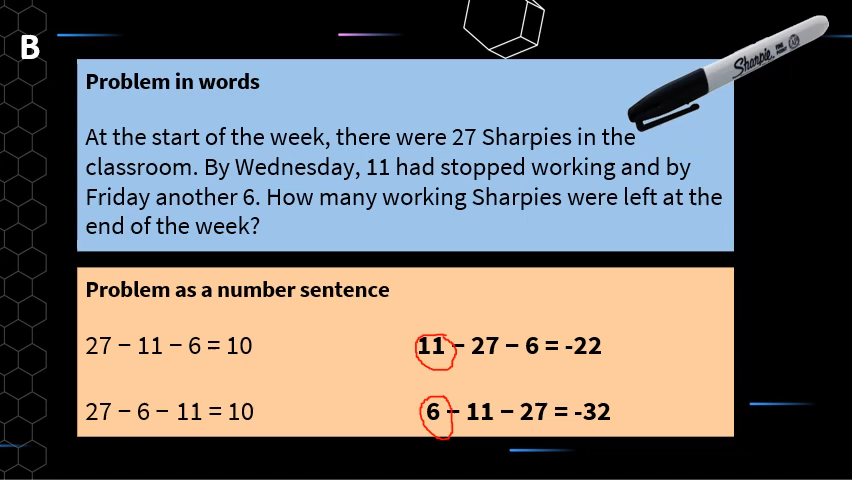 B
Problem in words
At the start of the week, there were 27 Sharpies in the
classroom. By Wednesday, 11 had stopped working and by
Friday another 6. How many working Sharpies were left at the
end of the week?
Sharpie
Problem as a number sentence
27 − 11 − 6 = 10
11 − 27 − 6 = -22
27 − 6 − 11 = 10
6 − 11 − 27 = -32